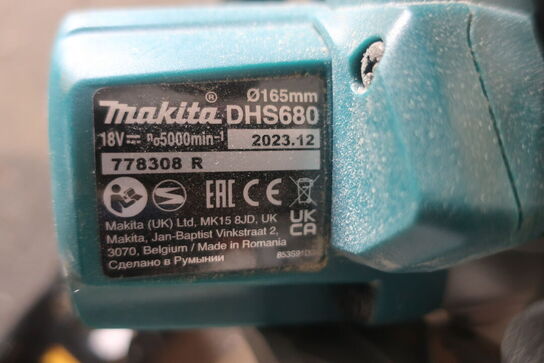 Ø165mm
makita® DHS680
18V⎓ n₀5000min⁻¹ 2023.12
778308 R
EAC CE
UK
CA
Makita (UK) Ltd, MK15 8JD, UK
Makita, Jan-Baptist Vinkstraat 2,
3070, Belgium / Made in Romania
Сделано в Румынии